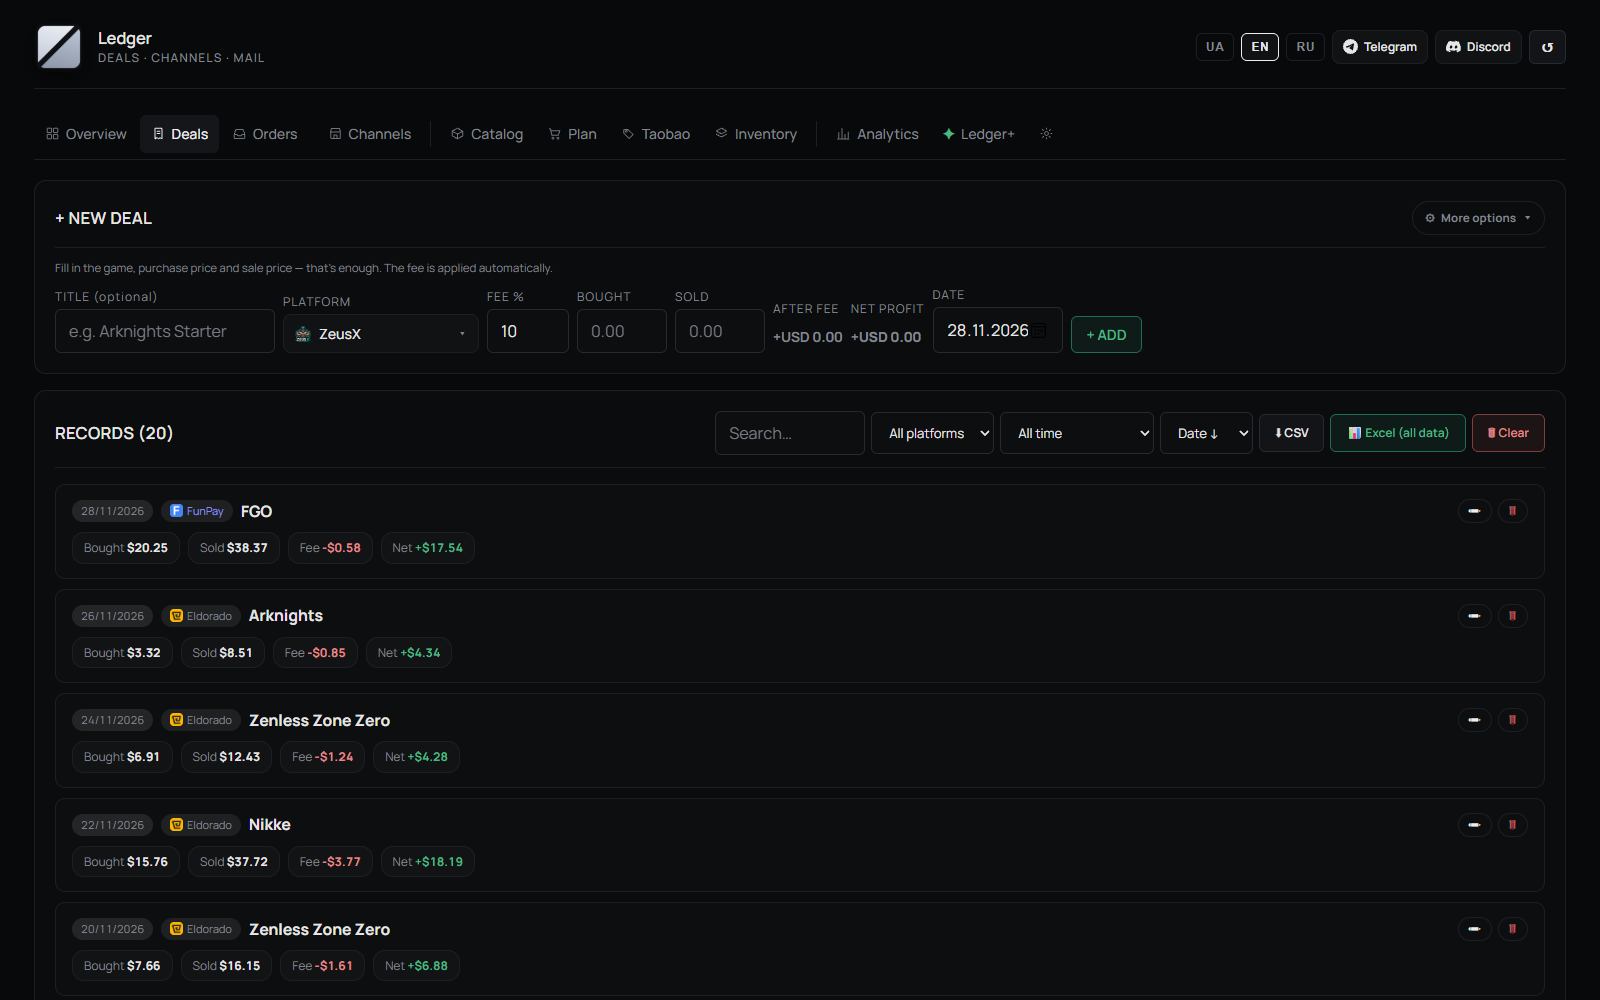 Ledger
DEALS · CHANNELS · MAIL
UA EN RU Telegram Discord
Overview Deals Orders Channels Catalog Plan Taobao Inventory Analytics Ledger+
+ NEW DEAL
More options
Fill in the game, purchase price and sale price — that's enough. The fee is applied automatically.
TITLE (optional) PLATFORM FEE % BOUGHT SOLD AFTER FEE NET PROFIT DATE
e.g. Arknights Starter ZeusX 10 0.00 0.00 +USD 0.00 +USD 0.00 28.11.2026 + ADD
RECORDS (20)
Search... All platforms All time Date ↓ CSV Excel (all data) Clear
28/11/2026 FunPay FGO
Bought $20.25 Sold $38.37 Fee -$0.58 Net +$17.54
26/11/2026 Eldorado Arknights
Bought $3.32 Sold $8.51 Fee -$0.85 Net +$4.34
24/11/2026 Eldorado Zenless Zone Zero
Bought $6.91 Sold $12.43 Fee -$1.24 Net +$4.28
22/11/2026 Eldorado Nikke
Bought $15.76 Sold $37.72 Fee -$3.77 Net +$18.19
20/11/2026 Eldorado Zenless Zone Zero
Bought $7.66 Sold $16.15 Fee -$1.61 Net +$6.88